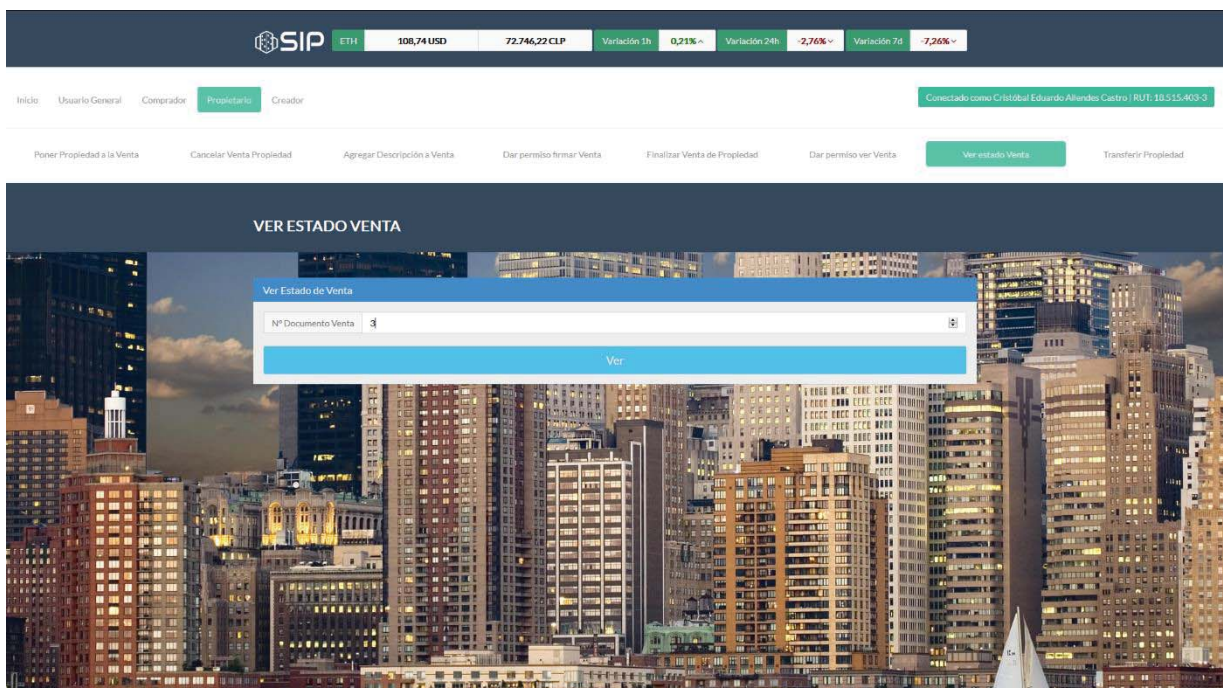 SIP ETH 108,74 USD 72.746,22 CLP Variación 1h 0,21% Variación 24h -2,76% Variación 7d -7,26%
Inicio Usuario General Comprador Propietario Creador Conectado como Cristóbal Eduardo Allendes Castro | RUT: 18.515.403-3
Poner Propiedad a la Venta Cancelar Venta Propiedad Agregar Descripción a Venta Dar permiso firmar Venta Finalizar Venta de Propiedad Dar permiso ver Venta Ver estado Venta Transferir Propiedad
VER ESTADO VENTA
Ver Estado de Venta
Nº Documento Venta 3
Ver